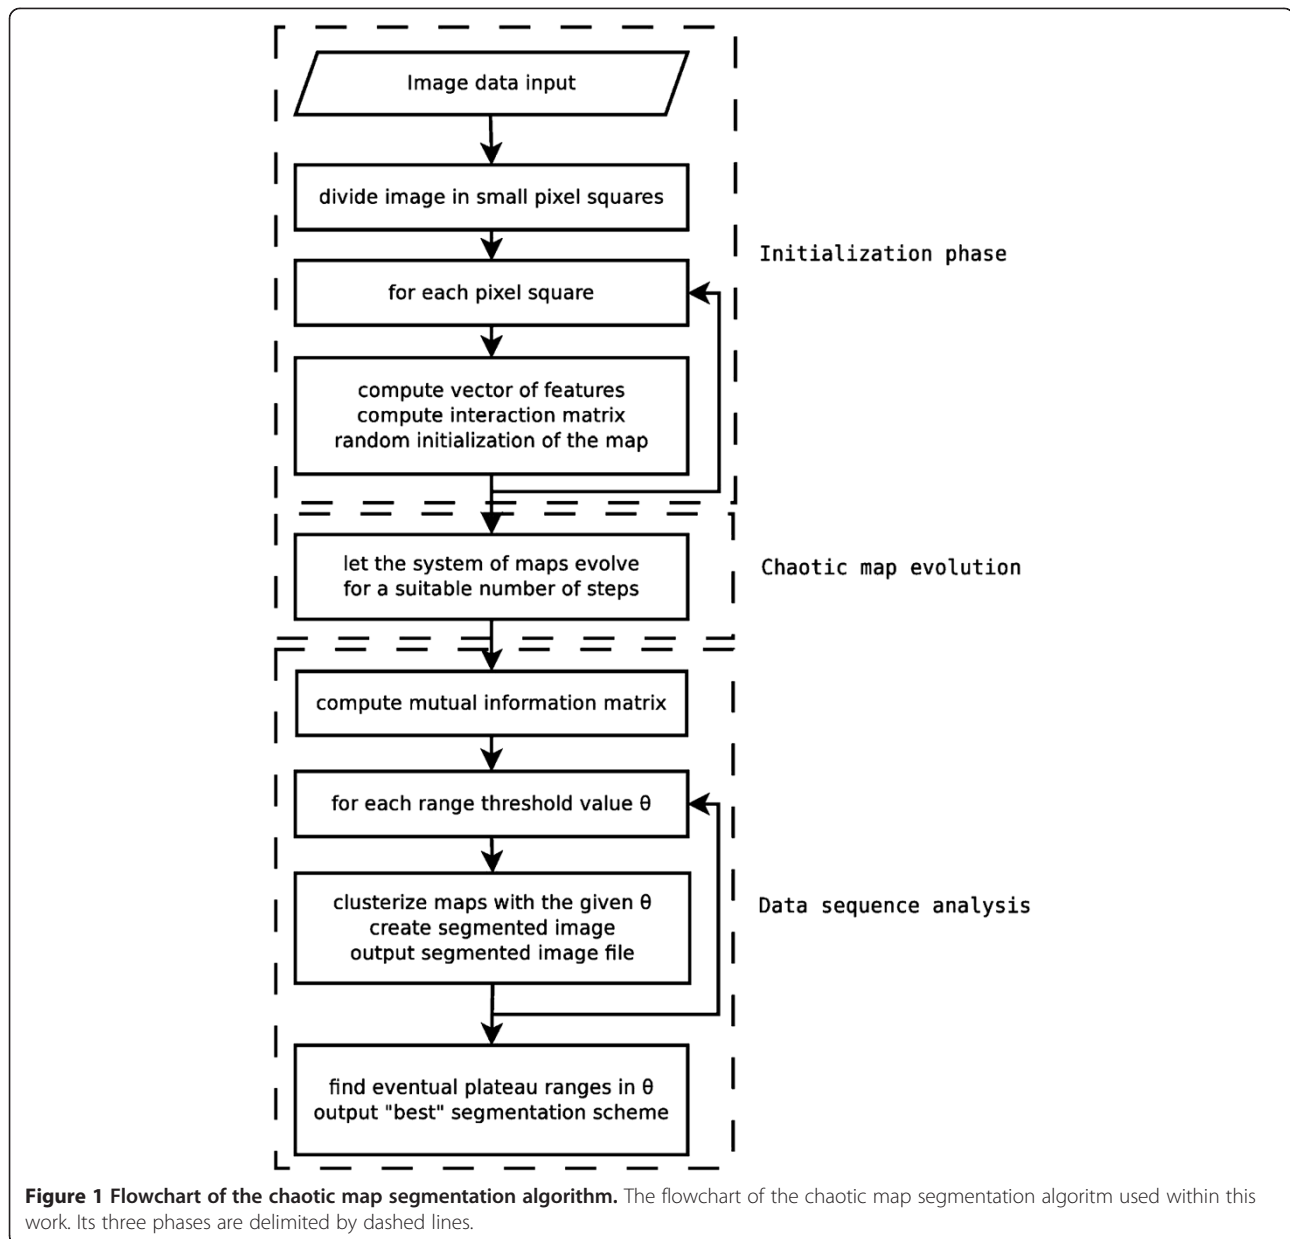 Image data input
divide image in small pixel squares
for each pixel square
Initialization phase
compute vector of features
compute interaction matrix
random initialization of the map
let the system of maps evolve
for a suitable number of steps
Chaotic map evolution
compute mutual information matrix
for each range threshold value θ
clusterize maps with the given θ
create segmented image
output segmented image file
Data sequence analysis
find eventual plateau ranges in θ
output "best" segmentation scheme
Figure 1 Flowchart of the chaotic map segmentation algorithm. The flowchart of the chaotic map segmentation algoritm used within this
work. Its three phases are delimited by dashed lines.